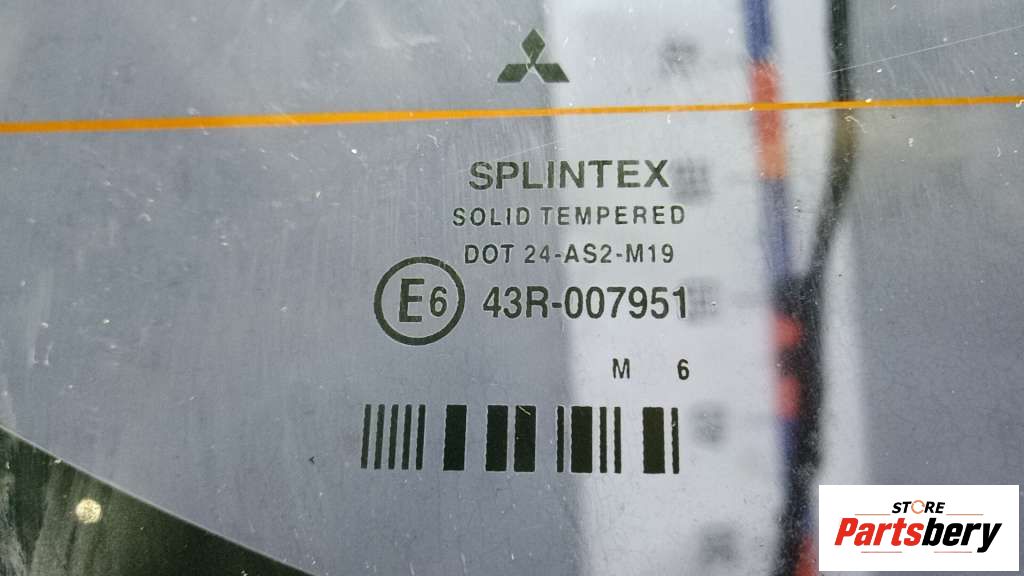 SPLINTEX
SOLID TEMPERED
DOT 24-AS2-M19
E6 43R-007951
M 6
STORE
Partsbery